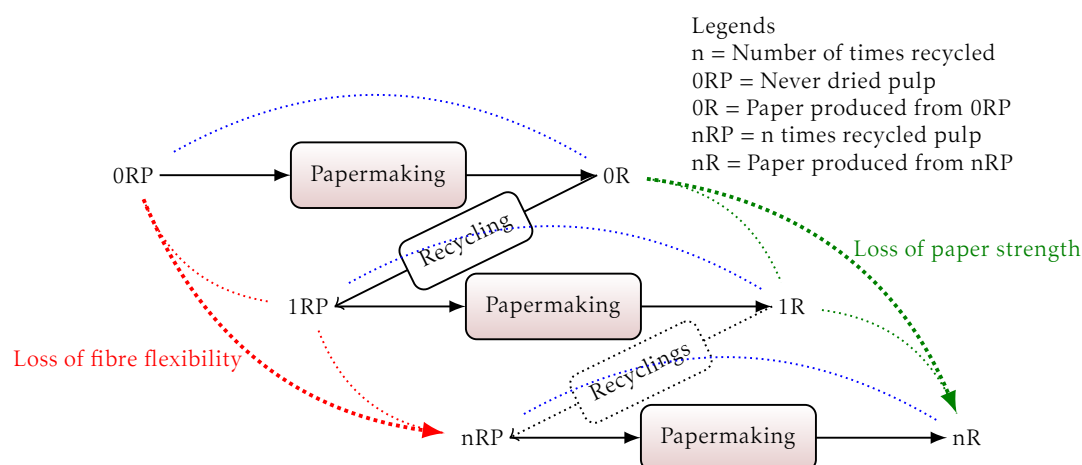 Legends
n = Number of times recycled
0RP = Never dried pulp
0R = Paper produced from 0RP
nRP = n times recycled pulp
nR = Paper produced from nRP
0RP
Papermaking
0R
Recycling
Loss of paper strength
1RP
Papermaking
1R
Loss of fibre flexibility
Recyclings
nRP
Papermaking
nR